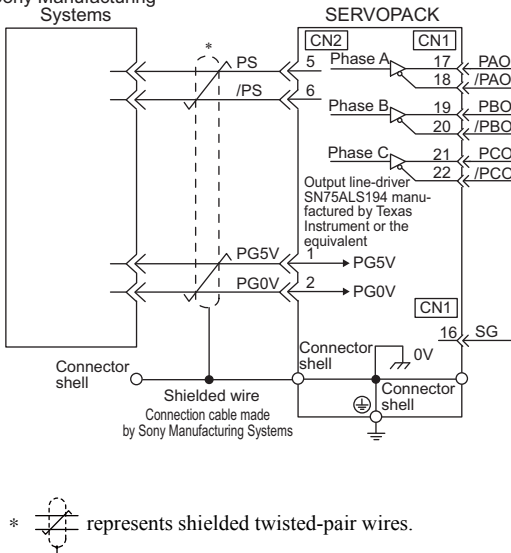 Sony Manufacturing
Systems
SERVOPACK
*
CN2
CN1
PS
5
Phase A
17
PAO
18
/PAO
/PS
6
Phase B
19
PBO
20
/PBO
Phase C
21
PCO
22
/PCO
Output line-driver
SN75ALS194 manu-
factured by Texas
Instrument or the
equivalent
PG5V
1
PG5V
PG0V
2
PG0V
CN1
16
SG
Connector
shell
0V
Connector
shell
Shielded wire
Connector
shell
Connection cable made
by Sony Manufacturing Systems
* represents shielded twisted-pair wires.